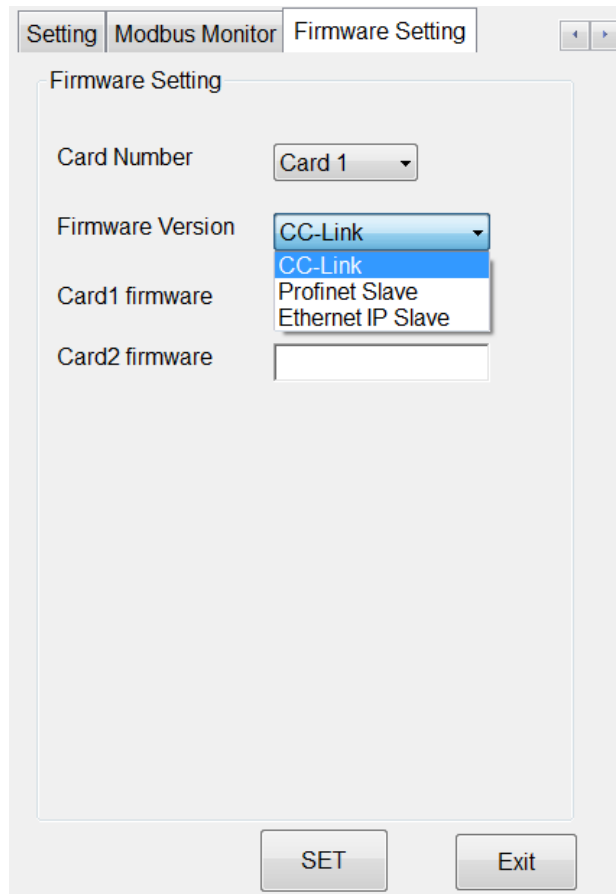 Setting Modbus Monitor Firmware Setting
Firmware Setting
Card Number Card 1
Firmware Version CC-Link
CC-Link
Profinet Slave
Card1 firmware
Ethernet IP Slave
Card2 firmware
SET Exit